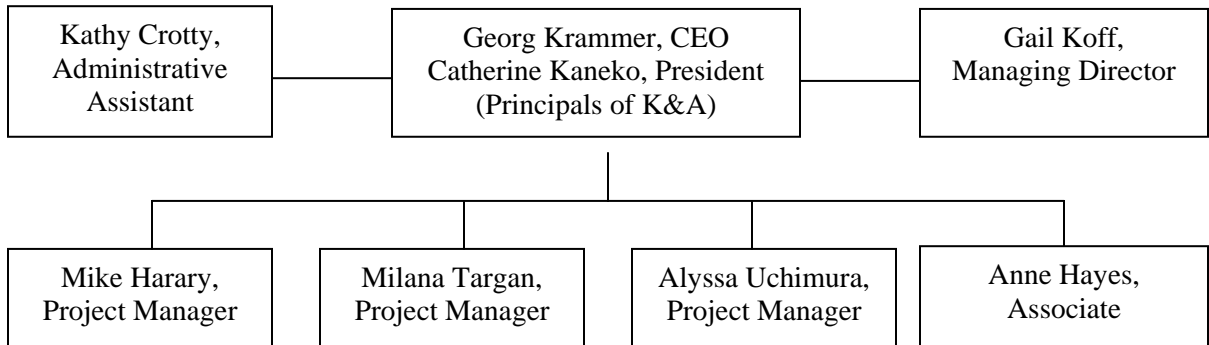 Kathy Crotty,
Administrative
Assistant
Georg Krammer, CEO
Catherine Kaneko, President
(Principals of K&A)
Gail Koff,
Managing Director
Mike Harary,
Project Manager
Milana Targan,
Project Manager
Alyssa Uchimura,
Project Manager
Anne Hayes,
Associate